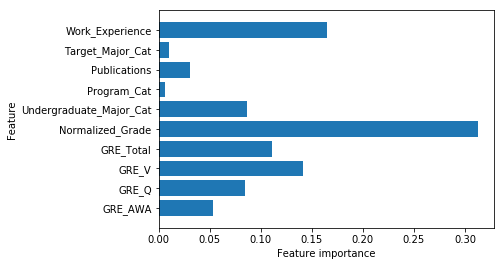 Work_Experience
Target_Major_Cat
Publications
Program_Cat
Undergraduate_Major_Cat
Normalized_Grade
GRE_Total
GRE_V
GRE_Q
GRE_AWA
Feature
0.00 0.05 0.10 0.15 0.20 0.25 0.30
Feature importance